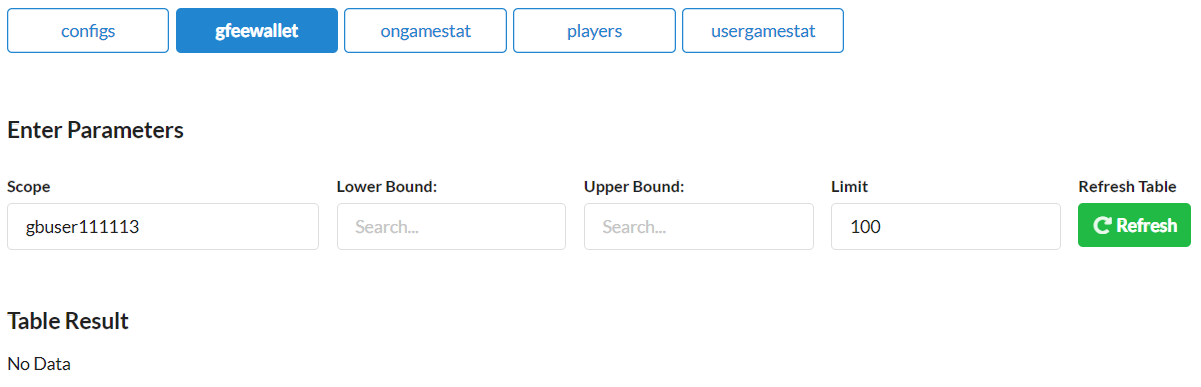 configs gfeewallet ongamestat players usergamestat
Enter Parameters
Scope Lower Bound: Upper Bound: Limit Refresh Table
gbuser111113 Search... Search... 100 Refresh
Table Result
No Data